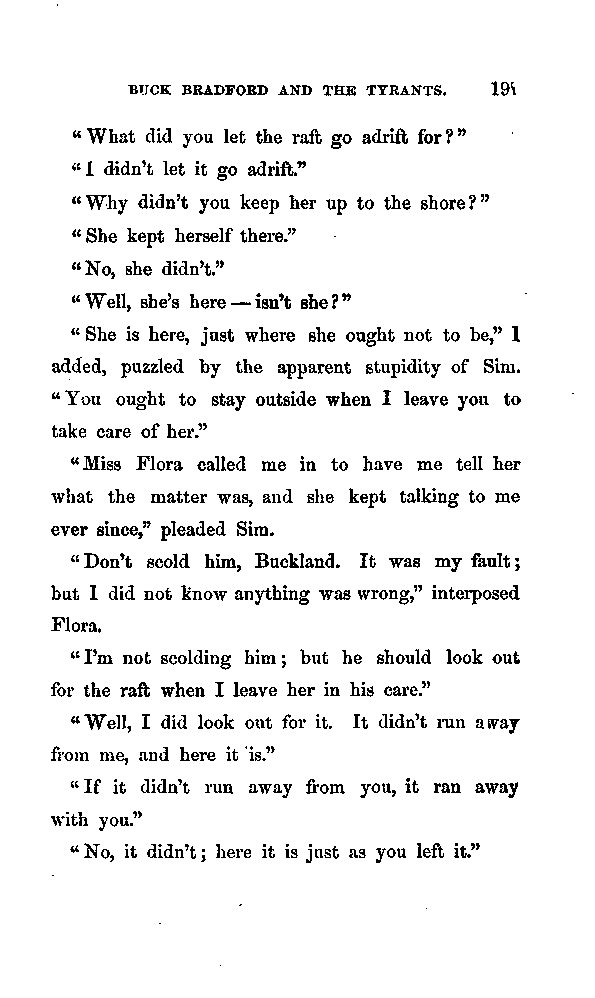 BUCK BRADFORD AND THE TYRANTS. 191
“What did you let the raft go adrift for?”
“I didn’t let it go adrift.”
“Why didn’t you keep her up to the shore?”
“She kept herself there.”
“No, she didn’t.”
“Well, she’s here — isn’t she?”
“She is here, just where she ought not to be,” I
added, puzzled by the apparent stupidity of Sim.
“You ought to stay outside when I leave you to
take care of her.”
“Miss Flora called me in to have me tell her
what the matter was, and she kept talking to me
ever since,” pleaded Sim.
“Don’t scold him, Buckland. It was my fault;
but I did not know anything was wrong,” interposed
Flora.
“I’m not scolding him; but he should look out
for the raft when I leave her in his care.”
“Well, I did look out for it. It didn’t run away
from me, and here it is.”
“If it didn’t run away from you, it ran away
with you.”
“No, it didn’t; here it is just as you left it.”